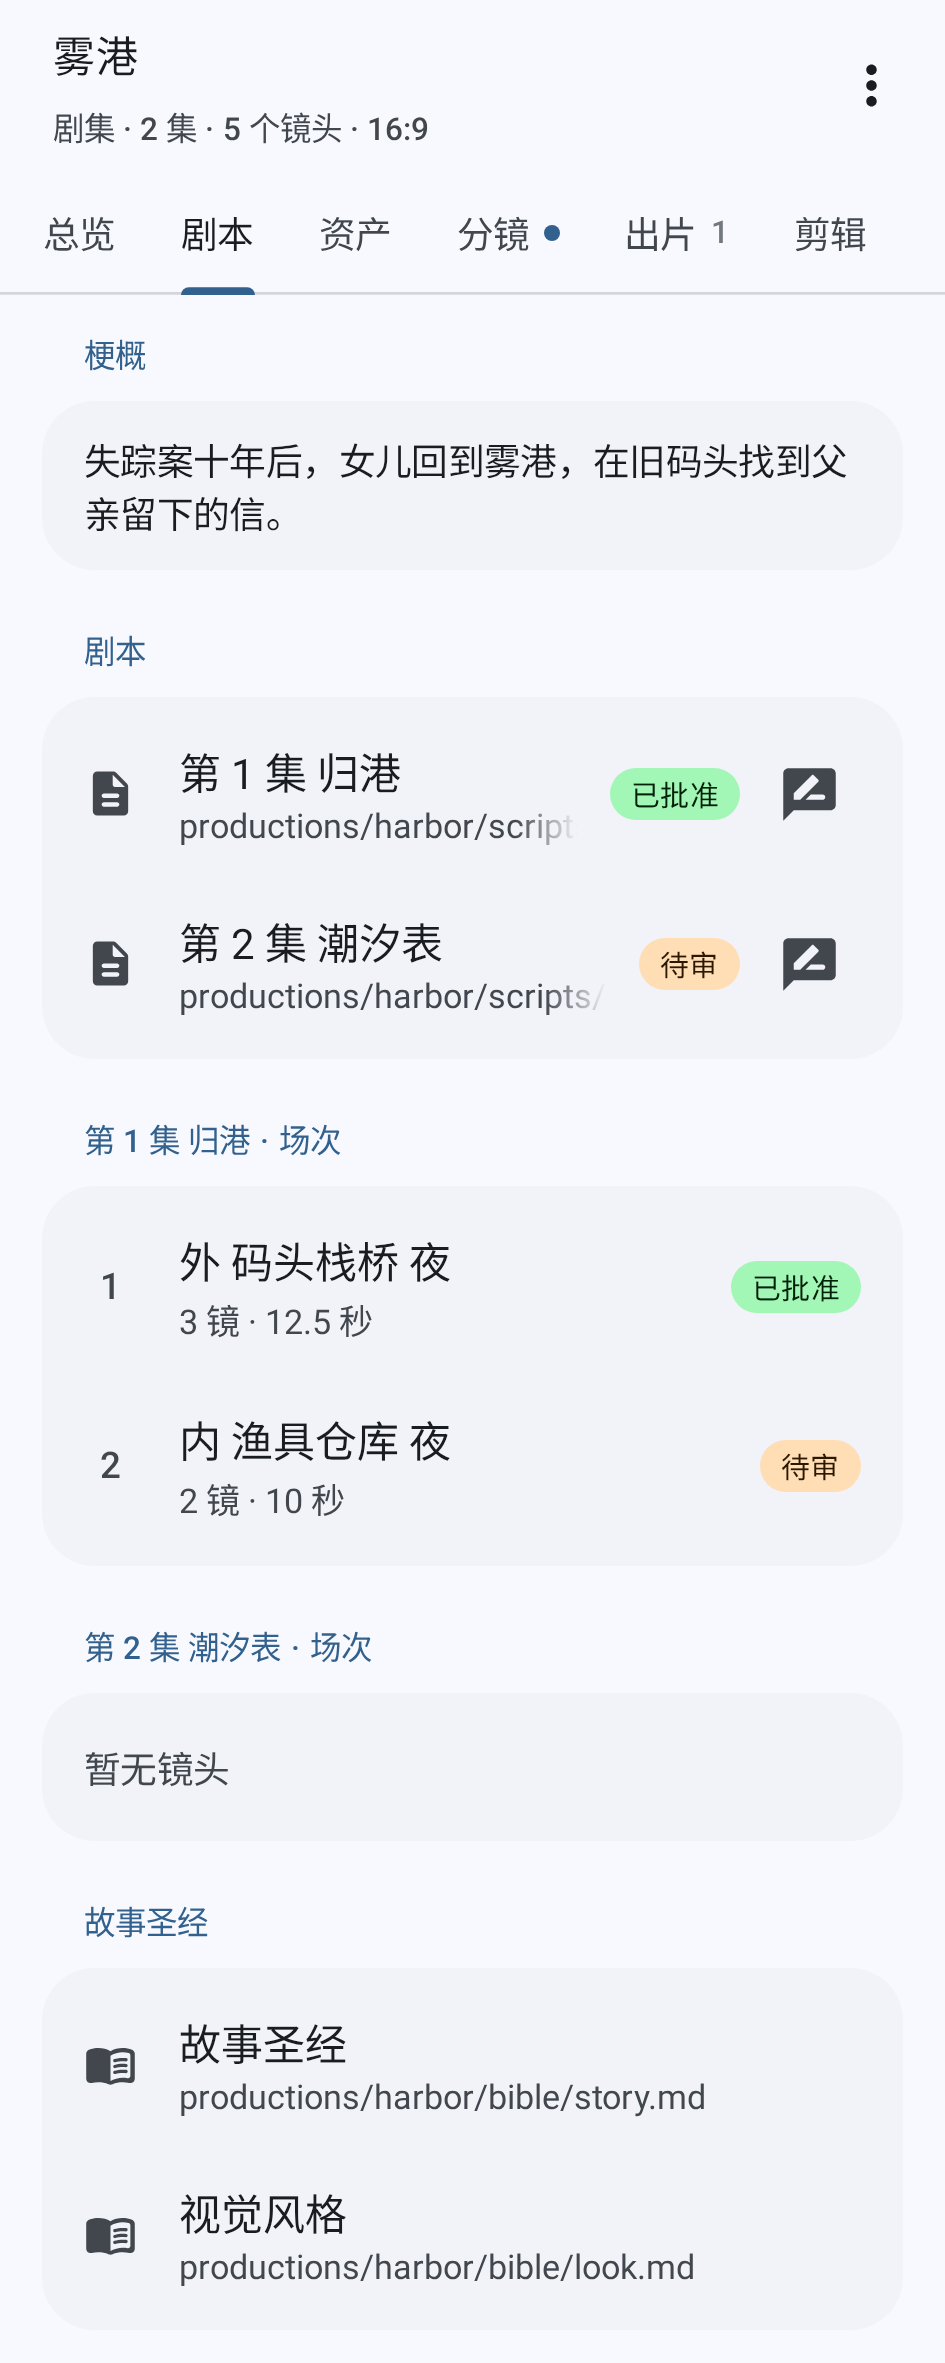 雾港
剧集 · 2 集 · 5 个镜头 · 16:9
总览 剧本 资产 分镜 出片 1 剪辑
梗概
失踪案十年后，女儿回到雾港，在旧码头找到父
亲留下的信。
剧本
第 1 集 归港
已批准
productions/harbor/script
第 2 集 潮汐表
待审
productions/harbor/scripts/
第 1 集 归港 · 场次
1
外 码头栈桥 夜
3 镜 · 12.5 秒
已批准
2
内 渔具仓库 夜
2 镜 · 10 秒
待审
第 2 集 潮汐表 · 场次
暂无镜头
故事圣经
故事圣经
productions/harbor/bible/story.md
视觉风格
productions/harbor/bible/look.md